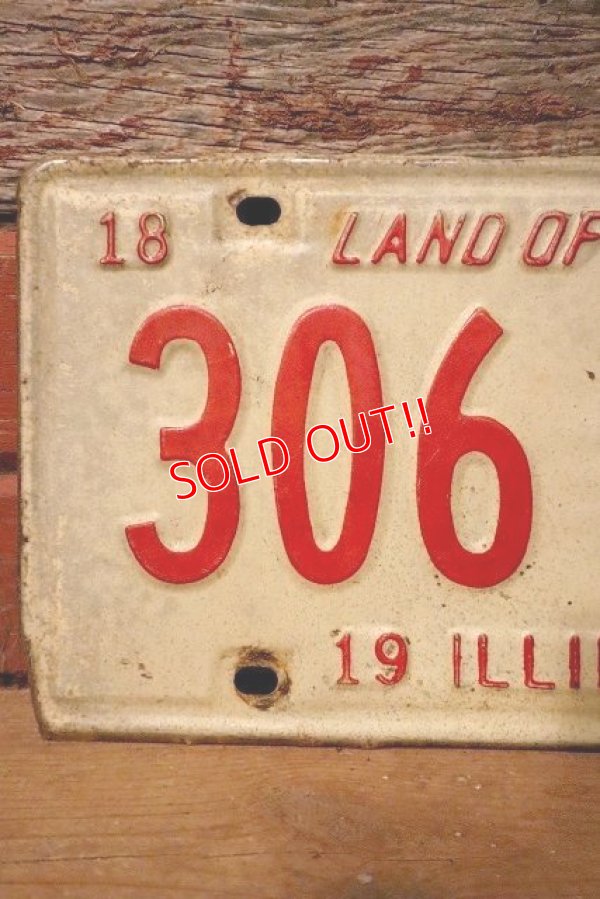 18 LAND OF
306
SOLD OUT!!
19 ILLI